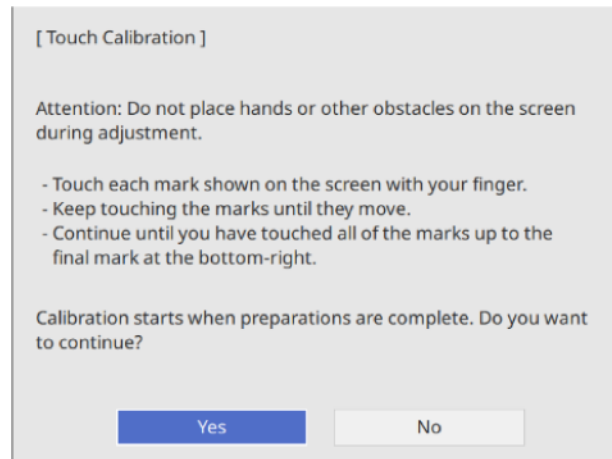 [ Touch Calibration ]
Attention: Do not place hands or other obstacles on the screen
during adjustment.
- Touch each mark shown on the screen with your finger.
- Keep touching the marks until they move.
- Continue until you have touched all of the marks up to the
final mark at the bottom-right.
Calibration starts when preparations are complete. Do you want
to continue?
Yes
No